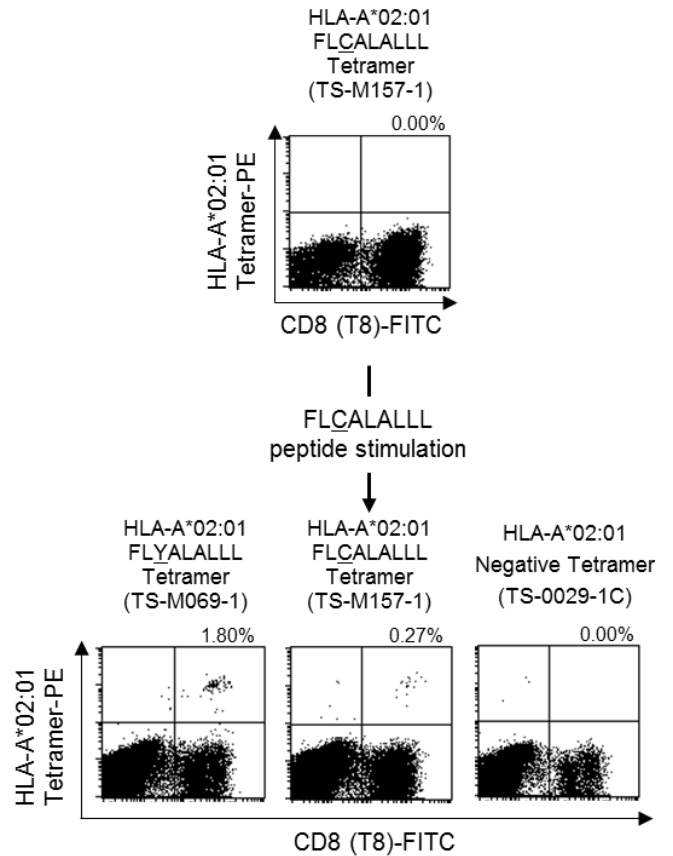 HLA-A*02:01
FLCALALLL
Tetramer
(TS-M157-1)
0.00%
HLA-A*02:01
Tetramer-PE
CD8 (T8)-FITC
FLCALALLL
peptide stimulation
HLA-A*02:01
FLYALALLL
Tetramer
(TS-M069-1)
HLA-A*02:01
FLCALALLL
Tetramer
(TS-M157-1)
HLA-A*02:01
Negative Tetramer
(TS-0029-1C)
1.80%
0.27%
0.00%
HLA-A*02:01
Tetramer-PE
CD8 (T8)-FITC